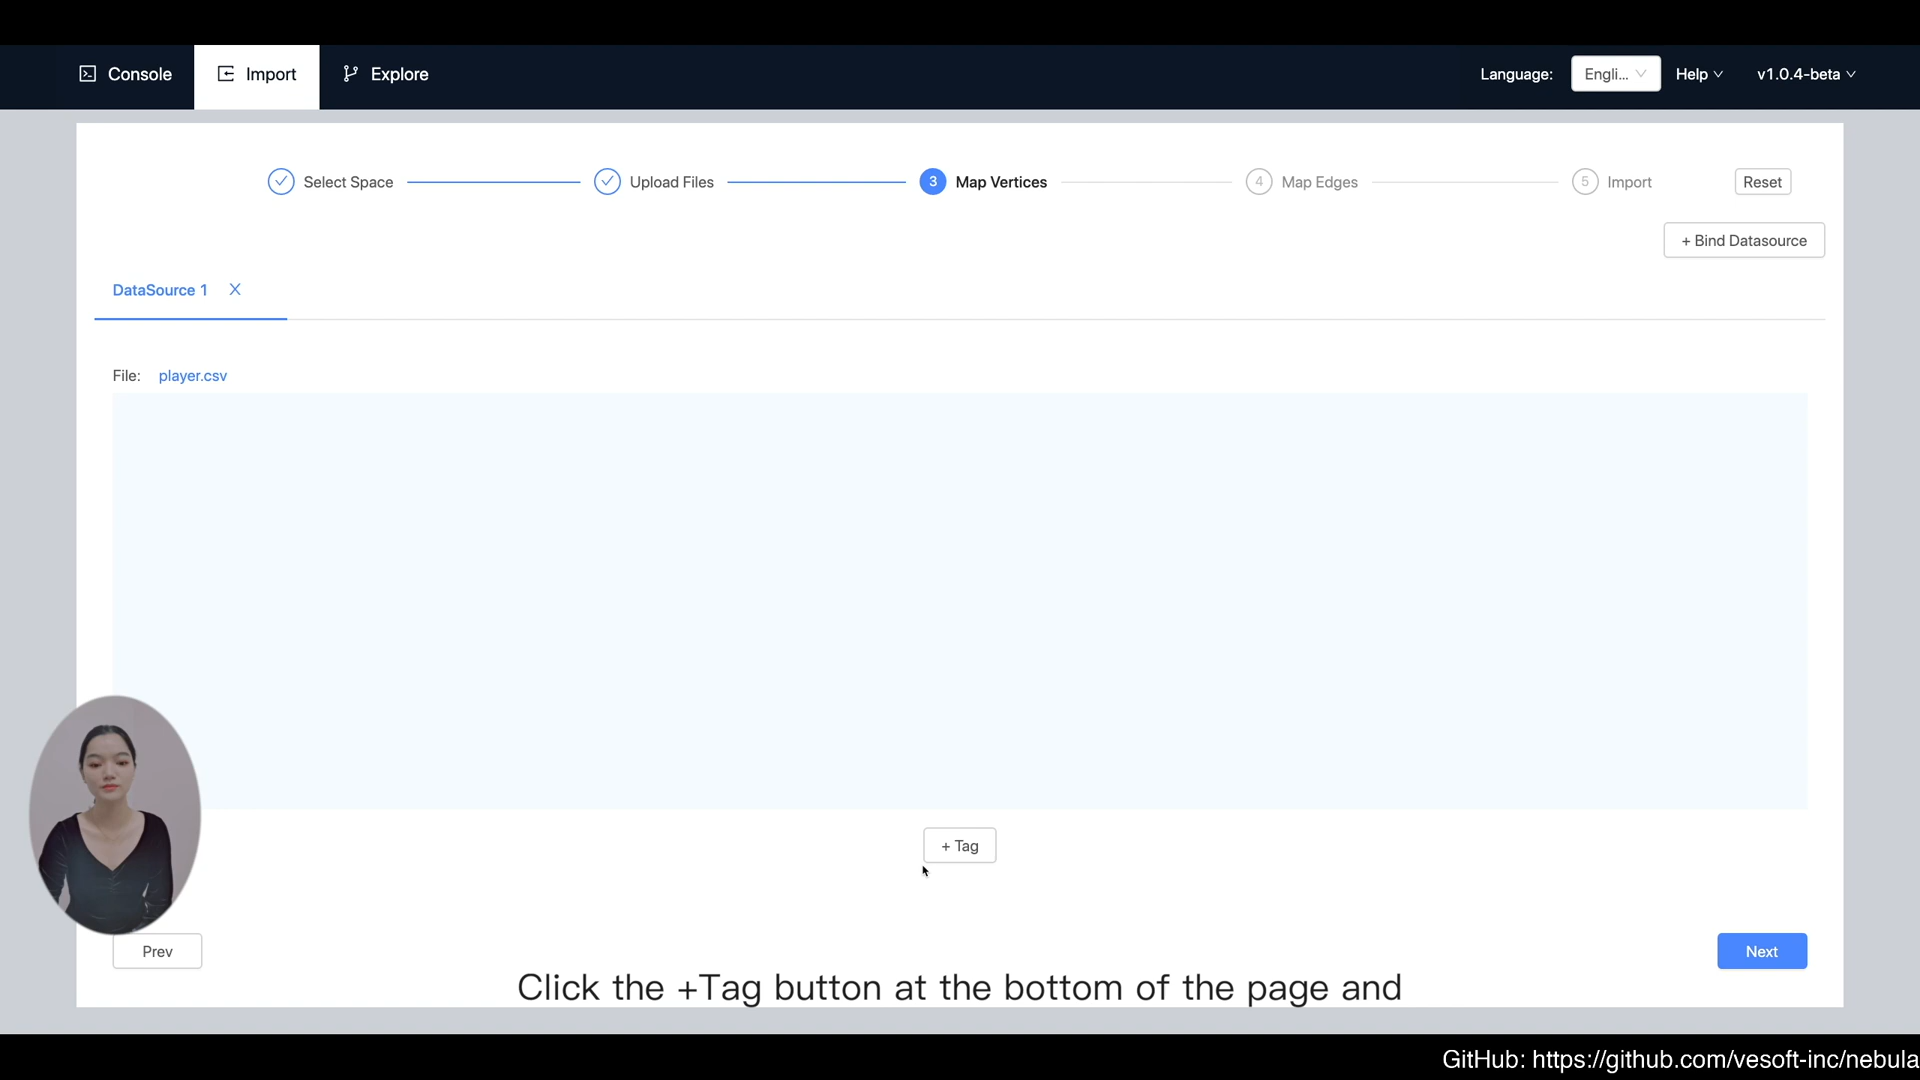 Console
Import
Explore
Language:
Engli...
Help
v1.0.4-beta
Select Space
Upload Files
3 Map Vertices
4 Map Edges
5 Import
Reset
+ Bind Datasource
DataSource 1 X
File: player.csv
+ Tag
Prev
Next
Click the +Tag button at the bottom of the page and
GitHub: https://github.com/vesoft-inc/nebula